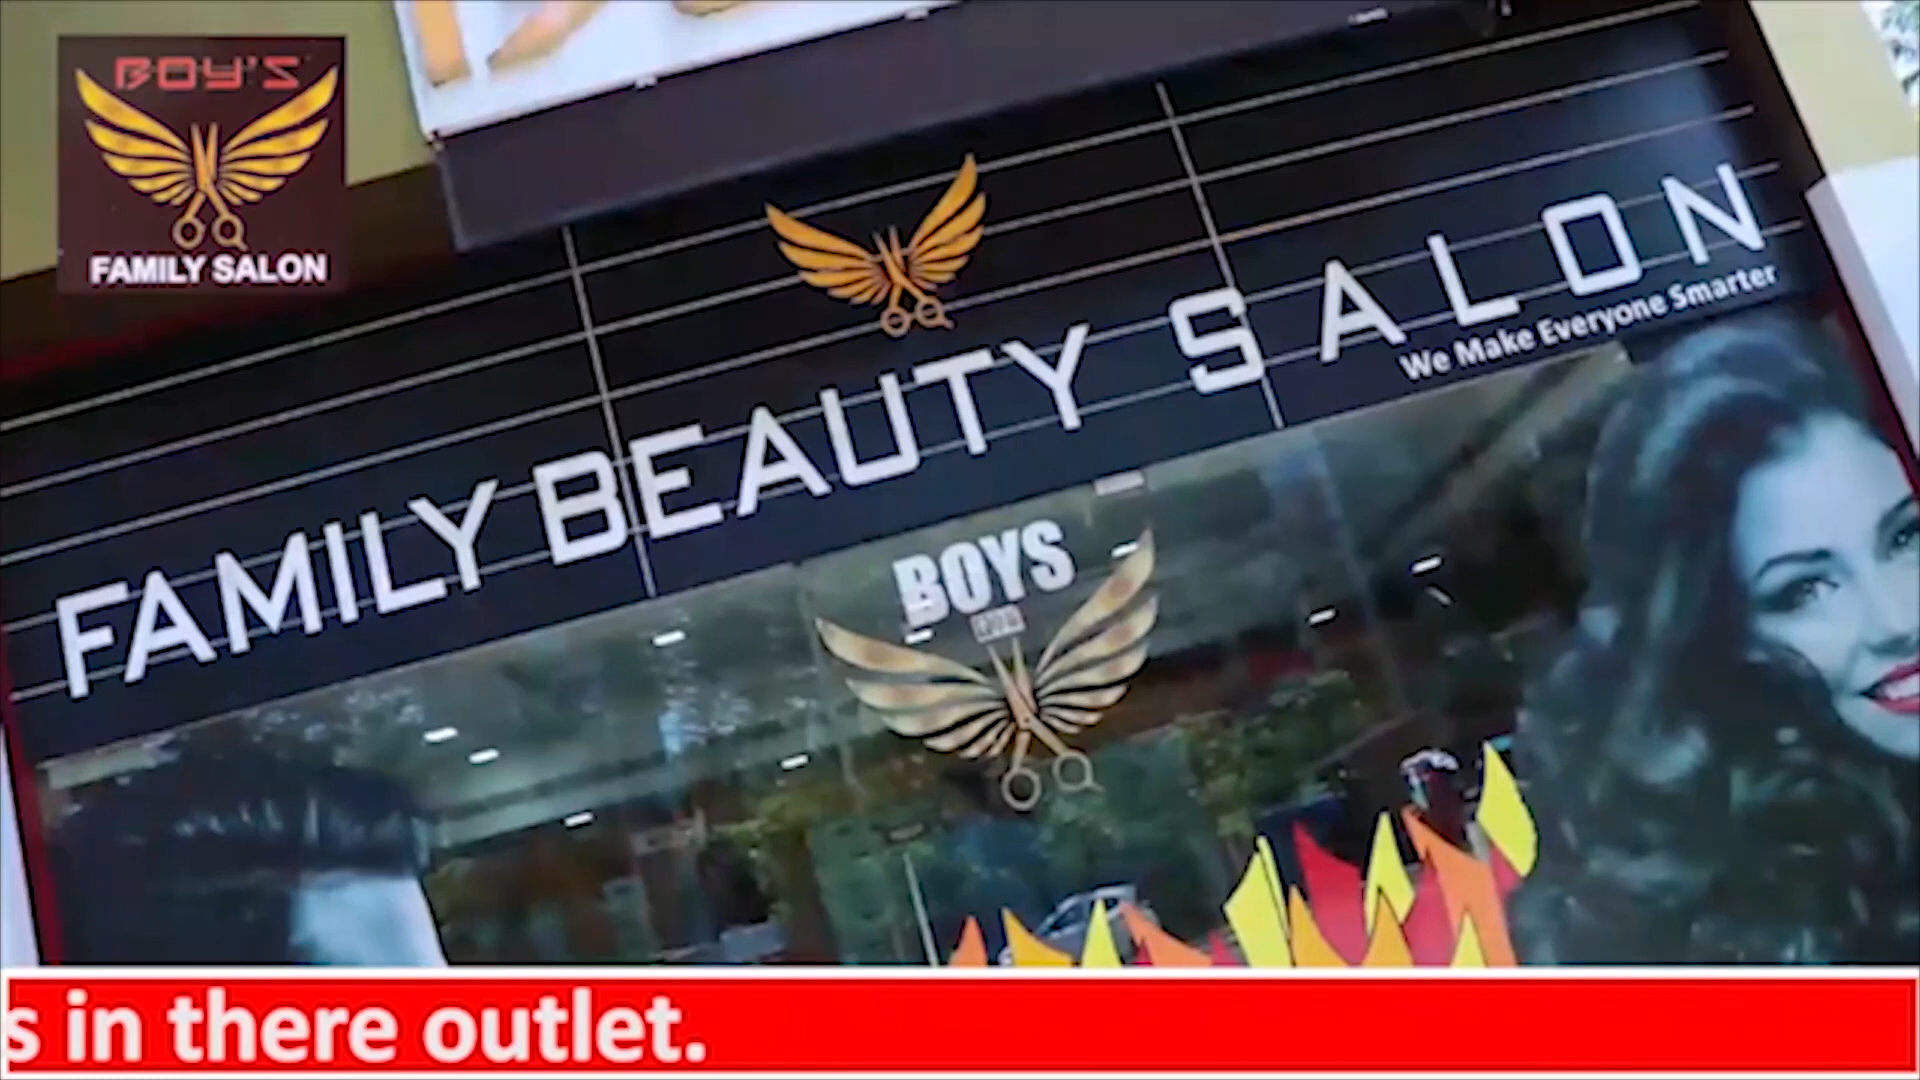 BOY'S
FAMILY SALON
FAMILY BEAUTY SALON
We Make Everyone Smarter
BOYS
s in there outlet.